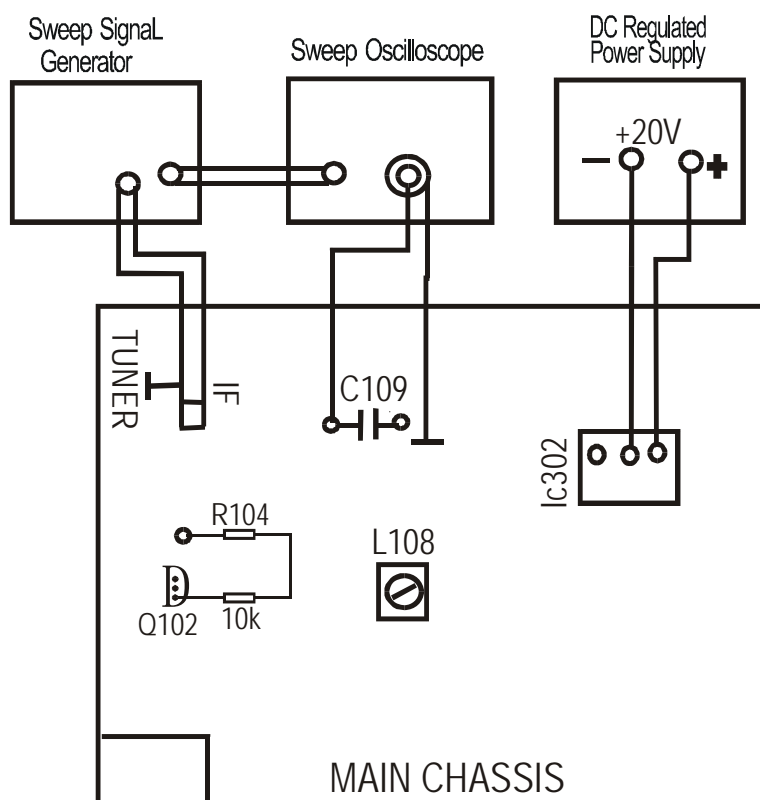 Sweep SignaL
Generator
Sweep Oscilloscope
DC Regulated
Power Supply
+20V
− +
TUNER
IF
C109
Ic302
R104
L108
Q102
10k
MAIN CHASSIS